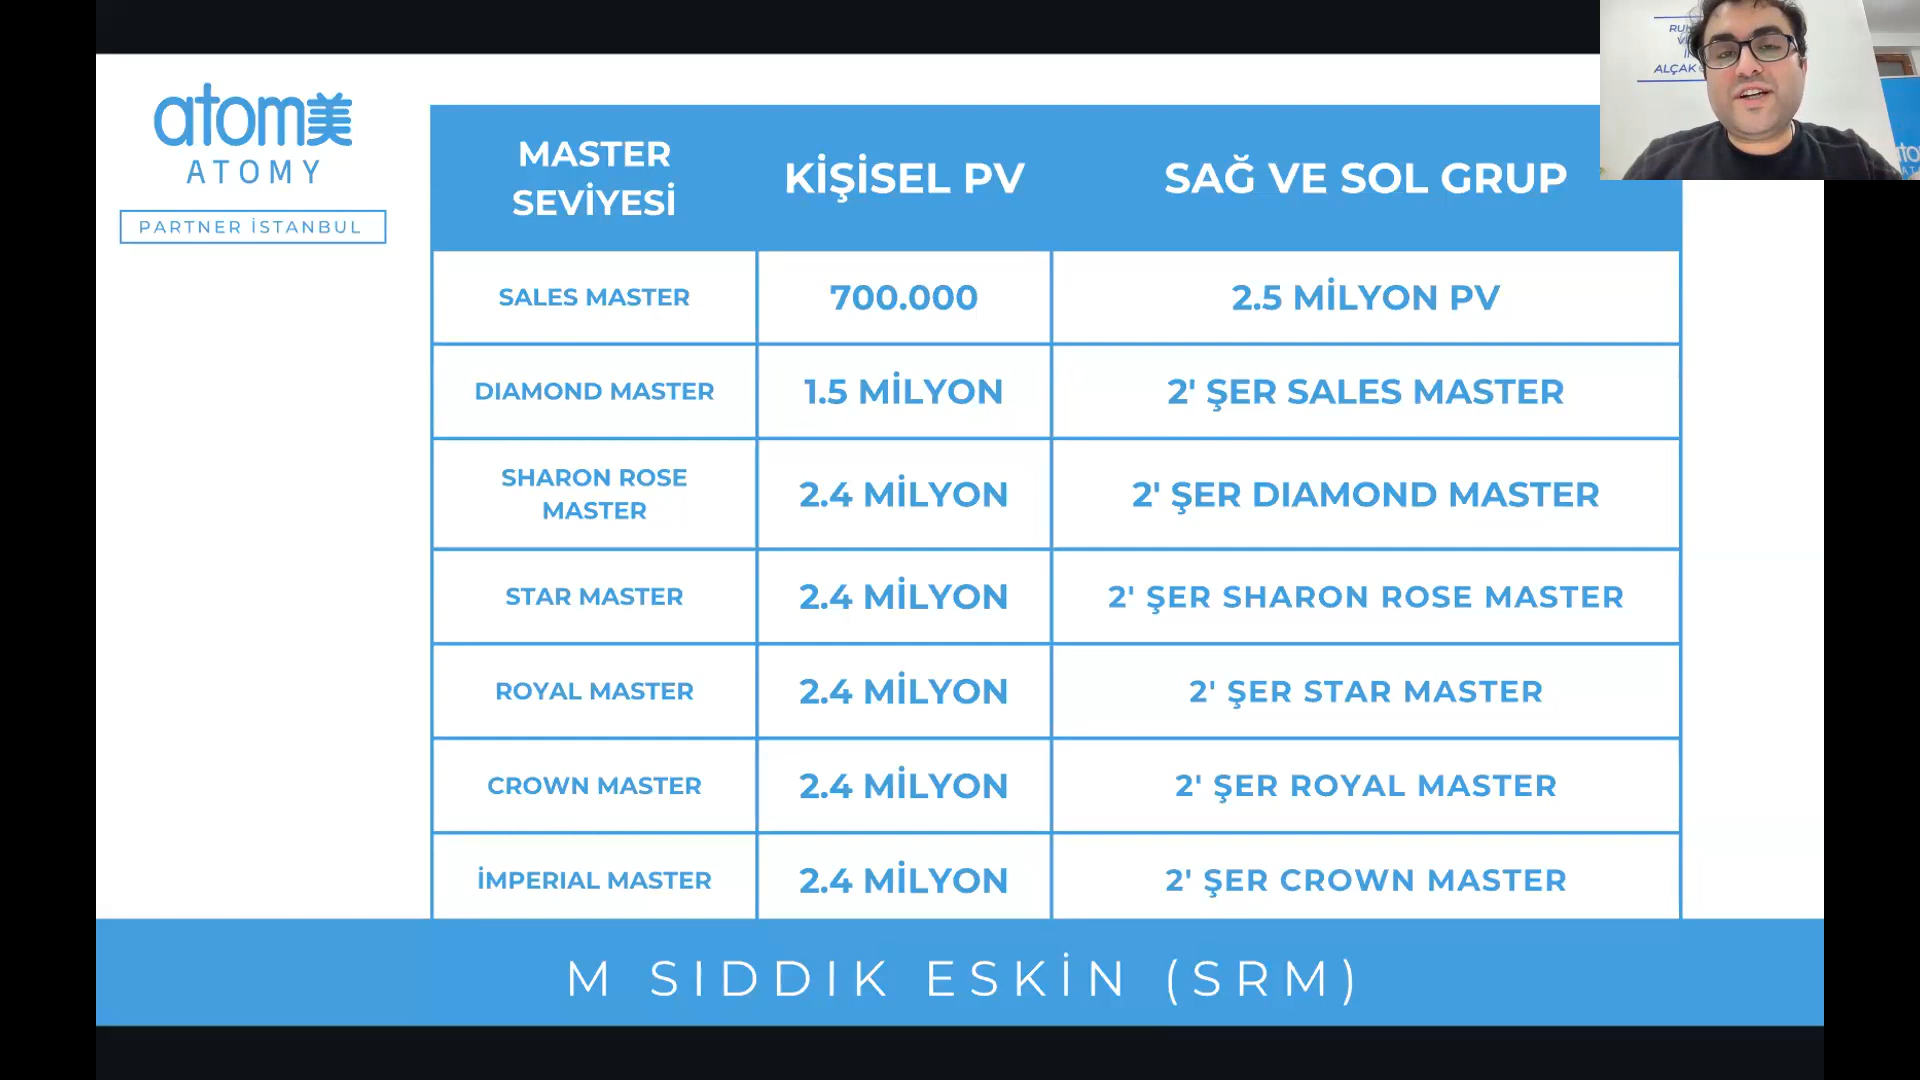 atom美
ATOMY
PARTNER İSTANBUL
MASTER
SEVİYESİ
KİŞİSEL PV
SAĞ VE SOL GRUP
SALES MASTER
700.000
2.5 MİLYON PV
DIAMOND MASTER
1.5 MİLYON
2' ŞER SALES MASTER
SHARON ROSE
MASTER
2.4 MİLYON
2' ŞER DIAMOND MASTER
STAR MASTER
2.4 MİLYON
2' ŞER SHARON ROSE MASTER
ROYAL MASTER
2.4 MİLYON
2' ŞER STAR MASTER
CROWN MASTER
2.4 MİLYON
2' ŞER ROYAL MASTER
İMPERIAL MASTER
2.4 MİLYON
2' ŞER CROWN MASTER
M SIDDIK ESKİN (SRM)